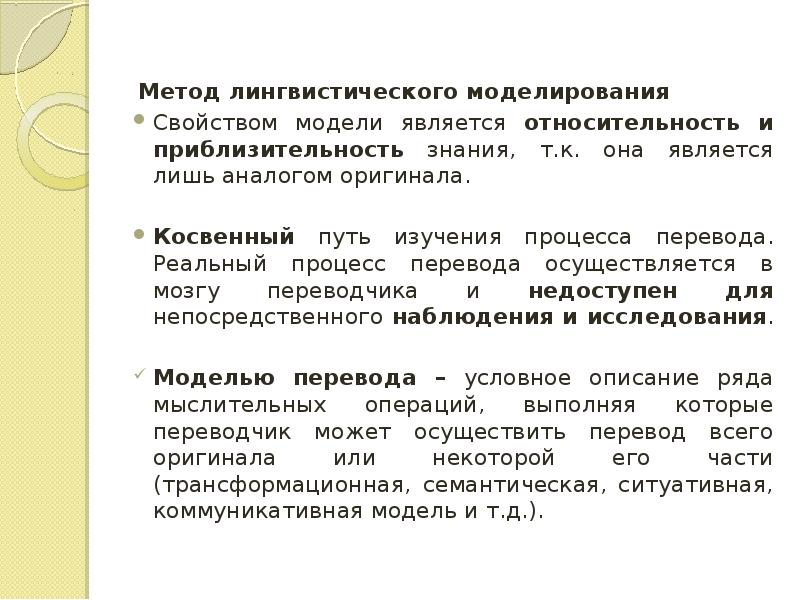 Метод лингвистического моделирования
Свойством модели является относительность и
приблизительность знания, т.к. она является
лишь аналогом оригинала.
Косвенный путь изучения процесса перевода.
Реальный процесс перевода осуществляется в
мозгу переводчика и недоступен для
непосредственного наблюдения и исследования.
Моделью перевода – условное описание ряда
мыслительных операций, выполняя которые
переводчик может осуществить перевод всего
оригинала или некоторой его части
(трансформационная, семантическая, ситуативная,
коммуникативная модель и т.д.).